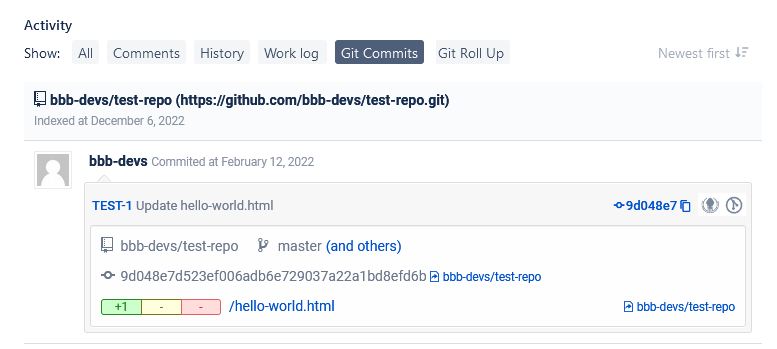 Activity
Show: All Comments History Work log Git Commits Git Roll Up Newest first
bbb-devs/test-repo (https://github.com/bbb-devs/test-repo.git)
Indexed at December 6, 2022
bbb-devs Commited at February 12, 2022
TEST-1 Update hello-world.html 9d048e7
bbb-devs/test-repo master (and others)
9d048e7d523ef006adb6e729037a22a1bd8efd6b bbb-devs/test-repo
+1 - - /hello-world.html bbb-devs/test-repo